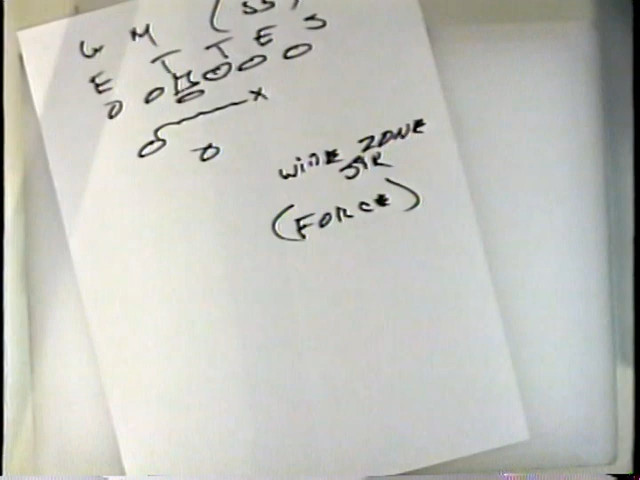 (SS)
W M T T E S
E
WIDE ZONE
STR
(FORCE)